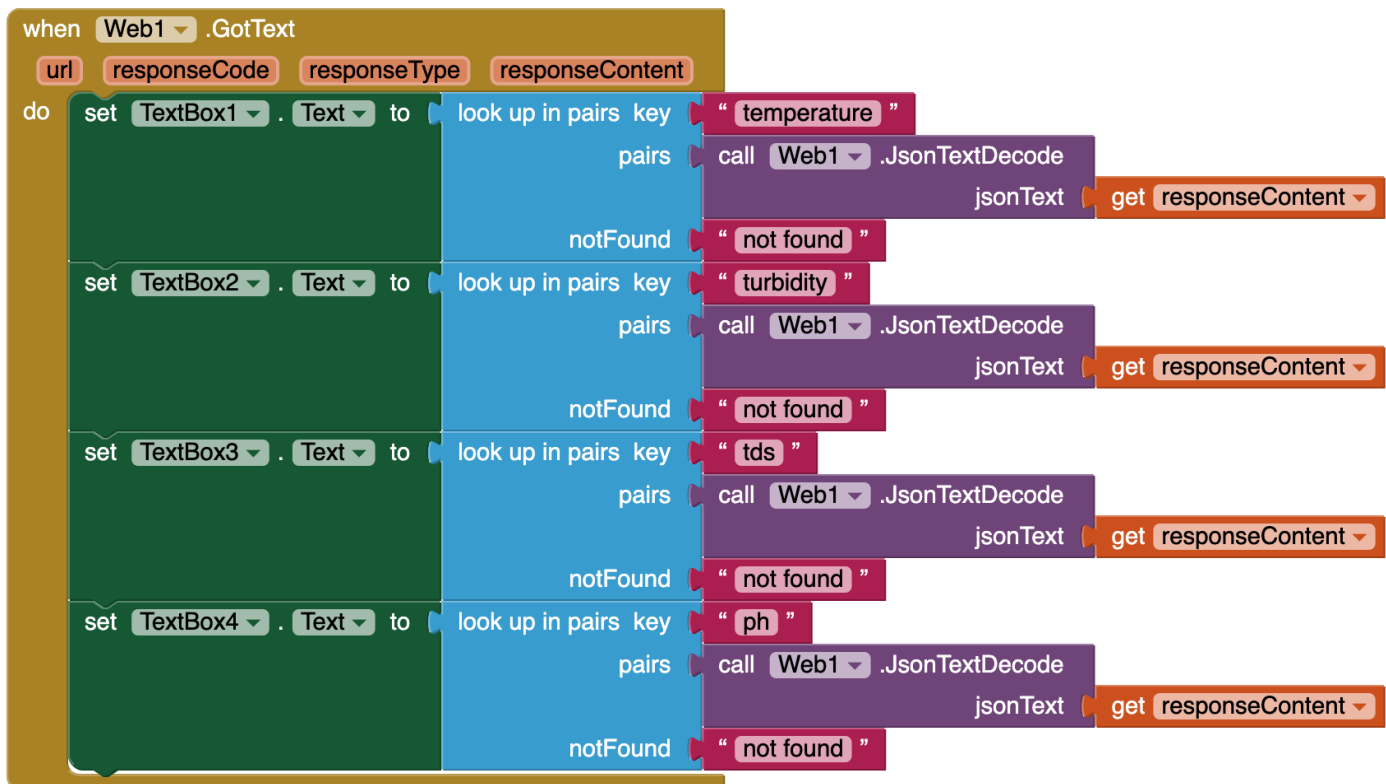 when Web1 .GotText
url responseCode responseType responseContent
do set TextBox1 . Text to look up in pairs key “ temperature ”
pairs call Web1 .JsonTextDecode
jsonText get responseContent
notFound “ not found ”
set TextBox2 . Text to look up in pairs key “ turbidity ”
pairs call Web1 .JsonTextDecode
jsonText get responseContent
notFound “ not found ”
set TextBox3 . Text to look up in pairs key “ tds ”
pairs call Web1 .JsonTextDecode
jsonText get responseContent
notFound “ not found ”
set TextBox4 . Text to look up in pairs key “ ph ”
pairs call Web1 .JsonTextDecode
jsonText get responseContent
notFound “ not found ”